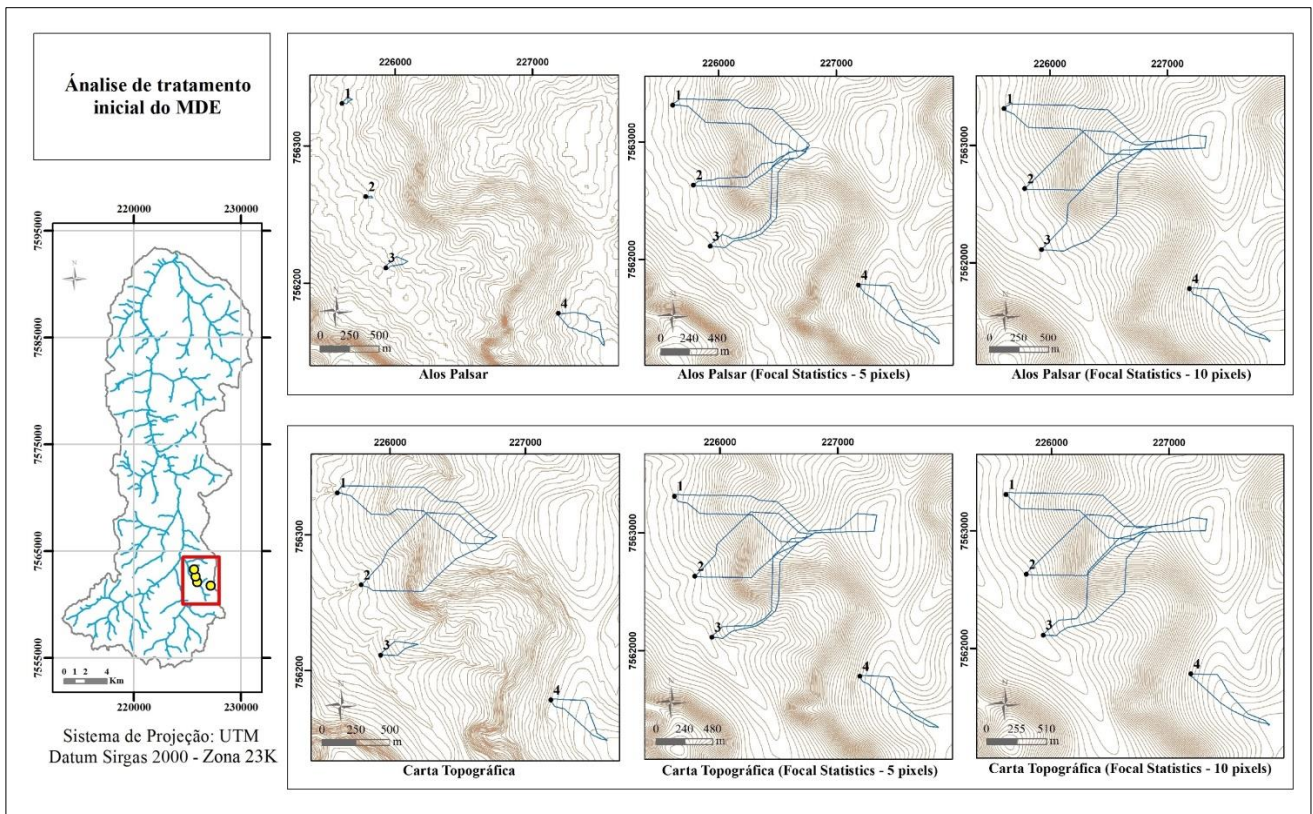 Ánalise de tratamento
inicial do MDE
220000 230000
7595000
7585000
7575000
7565000
7555000
N
0 1 2 4
Km
220000 230000
Sistema de Projeção: UTM
Datum Sirgas 2000 - Zona 23K
226000 227000
7563000
7562200
1
2
3
4
N
0 250 500
m
Alos Palsar
226000 227000
7563000
7562000
1
2
3
4
N
0 240 480
m
Alos Palsar (Focal Statistics - 5 pixels)
226000 227000
7563000
7562000
1
2
3
4
N
0 250 500
m
Alos Palsar (Focal Statistics - 10 pixels)
226000 227000
7563000
7562200
1
2
3
4
N
0 250 500
m
Carta Topográfica
226000 227000
7563000
7562000
1
2
3
4
N
0 240 480
m
Carta Topográfica (Focal Statistics - 5 pixels)
226000 227000
7563000
7562000
1
2
3
4
N
0 255 510
m
Carta Topográfica (Focal Statistics - 10 pixels)